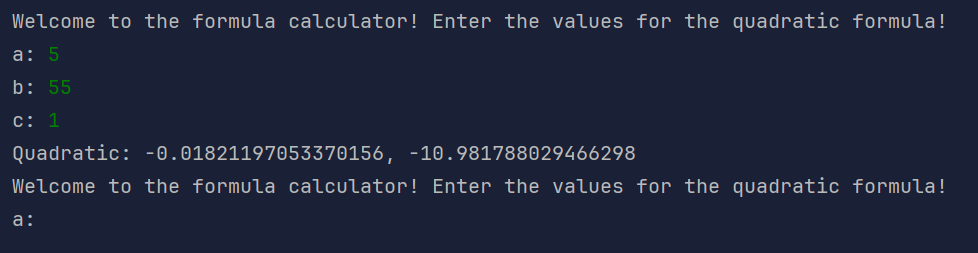 Welcome to the formula calculator! Enter the values for the quadratic formula!
a: 5
b: 55
c: 1
Quadratic: -0.01821197053370156, -10.981788029466298
Welcome to the formula calculator! Enter the values for the quadratic formula!
a: